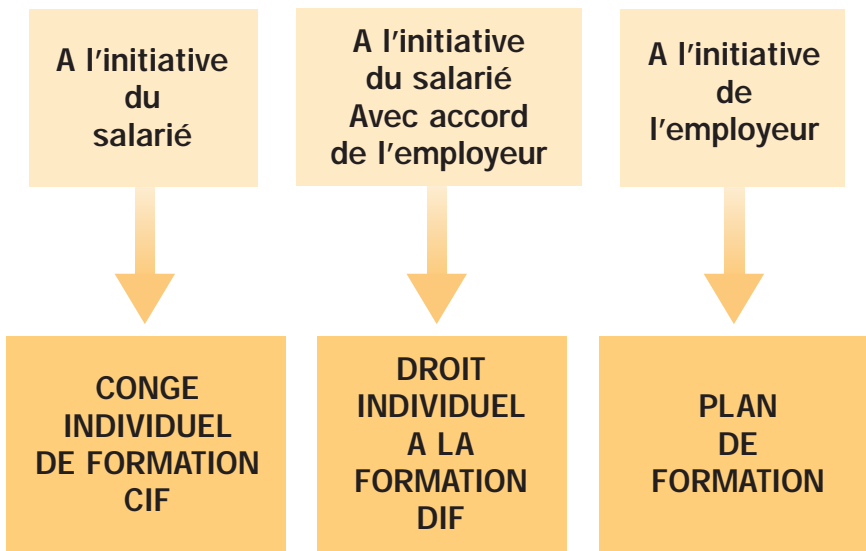 A l'initiative
du
salarié
A l'initiative
du salarié
Avec accord
de l'employeur
A l'initiative
de
l'employeur
CONGE
INDIVIDUEL
DE FORMATION
CIF
DROIT
INDIVIDUEL
A LA
FORMATION
DIF
PLAN
DE
FORMATION